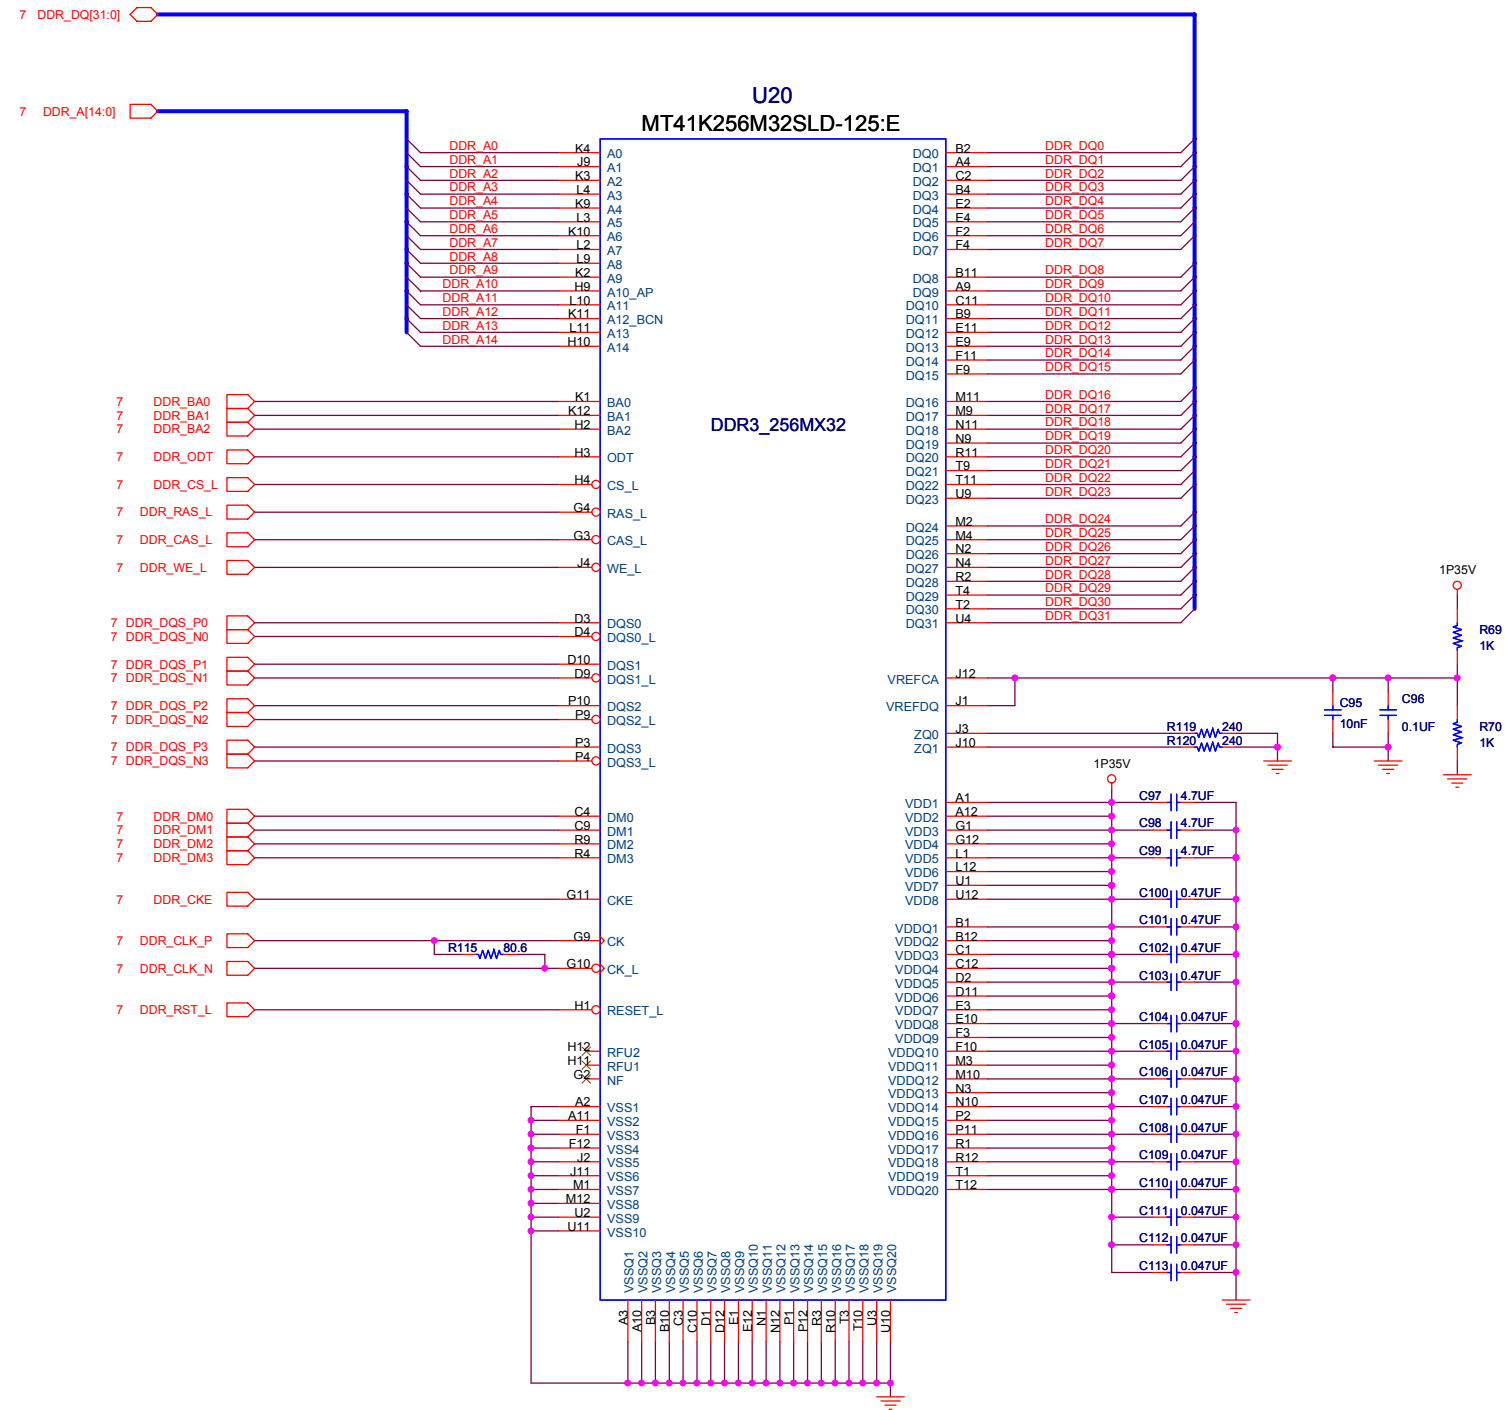 7 DDR_DQ[31:0]
7 DDR_A[14:0]
U20
MT41K256M32SLD-125:E
DDR3_256MX32
DDR_A0 K4 A0
DDR_A1 J9 A1
DDR_A2 K3 A2
DDR_A3 L4 A3
DDR_A4 K9 A4
DDR_A5 L3 A5
DDR_A6 K10 A6
DDR_A7 L2 A7
DDR_A8 L9 A8
DDR_A9 K2 A9
DDR_A10 H9 A10_AP
DDR_A11 L10 A11
DDR_A12 K11 A12_BCN
DDR_A13 L11 A13
DDR_A14 H10 A14
7 DDR_BA0 K1 BA0
7 DDR_BA1 K12 BA1
7 DDR_BA2 H2 BA2
7 DDR_ODT H3 ODT
7 DDR_CS_L H4 CS_L
7 DDR_RAS_L G4 RAS_L
7 DDR_CAS_L G3 CAS_L
7 DDR_WE_L J4 WE_L
7 DDR_DQS_P0 D3 DQS0
7 DDR_DQS_N0 D4 DQS0_L
7 DDR_DQS_P1 D10 DQS1
7 DDR_DQS_N1 D9 DQS1_L
7 DDR_DQS_P2 P10 DQS2
7 DDR_DQS_N2 P9 DQS2_L
7 DDR_DQS_P3 P3 DQS3
7 DDR_DQS_N3 P4 DQS3_L
7 DDR_DM0 C4 DM0
7 DDR_DM1 C9 DM1
7 DDR_DM2 R9 DM2
7 DDR_DM3 R4 DM3
7 DDR_CKE G11 CKE
7 DDR_CLK_P G9 CK
R115 80.6
7 DDR_CLK_N G10 CK_L
7 DDR_RST_L H1 RESET_L
H12 RFU2
H11 RFU1
G2 NF
A2 VSS1
A11 VSS2
F1 VSS3
F12 VSS4
J2 VSS5
J11 VSS6
M1 VSS7
M12 VSS8
U2 VSS9
U11 VSS10
DQ0 B2 DDR_DQ0
DQ1 A4 DDR_DQ1
DQ2 C2 DDR_DQ2
DQ3 B4 DDR_DQ3
DQ4 E2 DDR_DQ4
DQ5 E4 DDR_DQ5
DQ6 F2 DDR_DQ6
DQ7 F4 DDR_DQ7
DQ8 B11 DDR_DQ8
DQ9 A9 DDR_DQ9
DQ10 C11 DDR_DQ10
DQ11 B9 DDR_DQ11
DQ12 E11 DDR_DQ12
DQ13 E9 DDR_DQ13
DQ14 F11 DDR_DQ14
DQ15 F9 DDR_DQ15
DQ16 M11 DDR_DQ16
DQ17 M9 DDR_DQ17
DQ18 N11 DDR_DQ18
DQ19 N9 DDR_DQ19
DQ20 R11 DDR_DQ20
DQ21 T9 DDR_DQ21
DQ22 T11 DDR_DQ22
DQ23 U9 DDR_DQ23
DQ24 M2 DDR_DQ24
DQ25 M4 DDR_DQ25
DQ26 N2 DDR_DQ26
DQ27 N4 DDR_DQ27
DQ28 R2 DDR_DQ28
DQ29 T4 DDR_DQ29
DQ30 T2 DDR_DQ30
DQ31 U4 DDR_DQ31
1P35V
R69
1K
VREFCA J12
VREFDQ J1
C95
10nF
C96
0.1UF
R70
1K
ZQ0 J3 R119 240
ZQ1 J10 R120 240
1P35V
VDD1 A1 C97 4.7UF
VDD2 A12
VDD3 G1 C98 4.7UF
VDD4 G12
VDD5 L1 C99 4.7UF
VDD6 L12
VDD7 U1
VDD8 U12 C100 0.47UF
VDDQ1 B1 C101 0.47UF
VDDQ2 B12
VDDQ3 C1 C102 0.47UF
VDDQ4 C12
VDDQ5 D2 C103 0.47UF
VDDQ6 D11
VDDQ7 E3
VDDQ8 E10 C104 0.047UF
VDDQ9 F3
VDDQ10 F10 C105 0.047UF
VDDQ11 M3
VDDQ12 M10 C106 0.047UF
VDDQ13 N3
VDDQ14 N10 C107 0.047UF
VDDQ15 P2
VDDQ16 P11 C108 0.047UF
VDDQ17 R1
VDDQ18 R12 C109 0.047UF
VDDQ19 T1
VDDQ20 T12 C110 0.047UF
C111 0.047UF
C112 0.047UF
C113 0.047UF
VSSQ1 A3
VSSQ2 A10
VSSQ3 B3
VSSQ4 B10
VSSQ5 C3
VSSQ6 C10
VSSQ7 D1
VSSQ8 D12
VSSQ9 E1
VSSQ10 E12
VSSQ11 N1
VSSQ12 N12
VSSQ13 P1
VSSQ14 P12
VSSQ15 R3
VSSQ16 R10
VSSQ17 T3
VSSQ18 T10
VSSQ19 U3
VSSQ20 U10